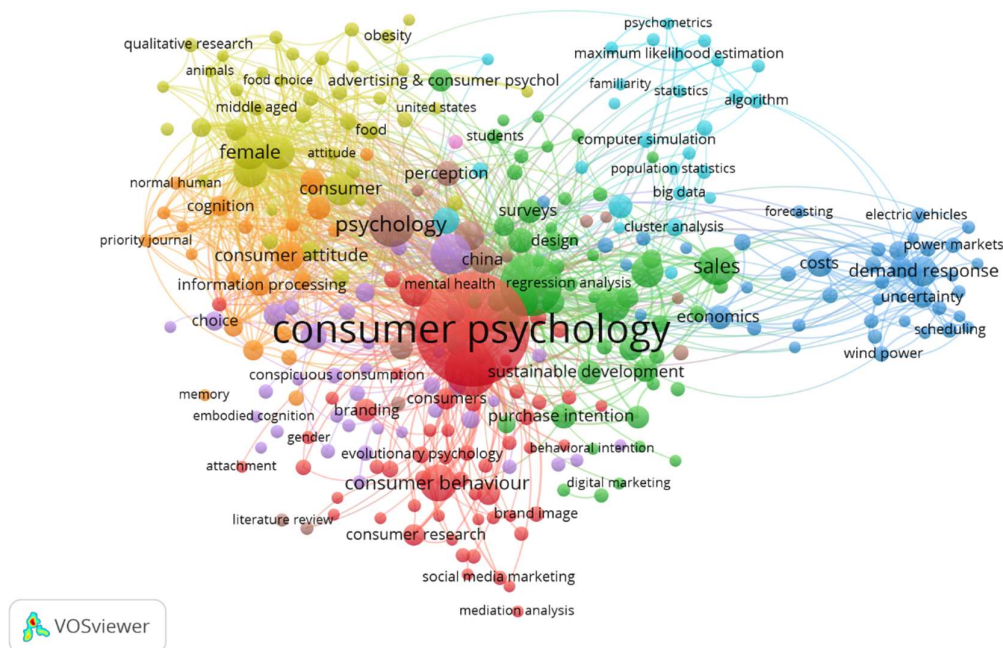 psychometrics
qualitative research
obesity
maximum likelihood estimation
animals
food choice
advertising & consumer psychol
familiarity
statistics
middle aged
united states
algorithm
food
students
computer simulation
female
attitude
perception
population statistics
normal human
consumer
big data
cognition
surveys
forecasting
electric vehicles
psychology
cluster analysis
priority journal
design
power markets
consumer attitude
china
sales
costs
demand response
information processing
mental health
regression analysis
uncertainty
choice
economics
consumer psychology
scheduling
wind power
conspicuous consumption
sustainable development
memory
consumers
embodied cognition
branding
purchase intention
gender
evolutionary psychology
behavioral intention
attachment
consumer behaviour
digital marketing
literature review
brand image
consumer research
social media marketing
mediation analysis
VOSviewer